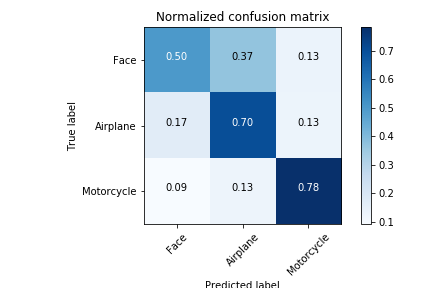 Normalized confusion matrix
Face 0.50 0.37 0.13
Airplane 0.17 0.70 0.13
Motorcycle 0.09 0.13 0.78
True label
Face Airplane Motorcycle
Predicted label
0.7
0.6
0.5
0.4
0.3
0.2
0.1